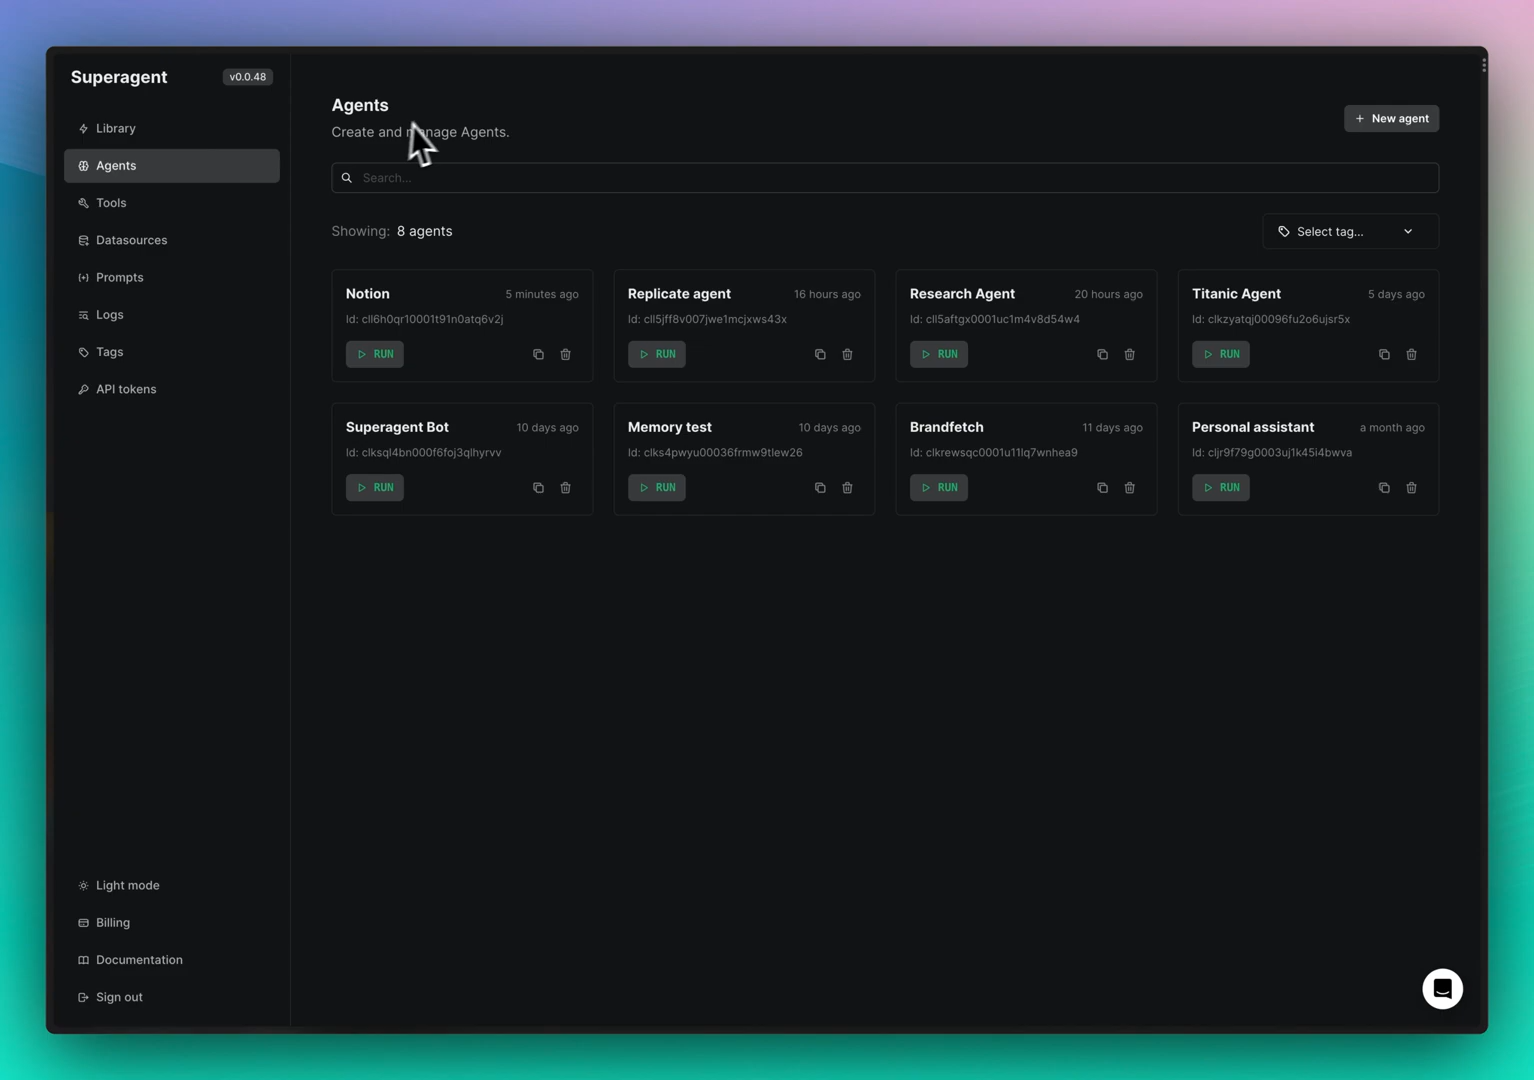 Superagent
v0.0.48
Library
Agents
Tools
Datasources
Prompts
Logs
Tags
API tokens
Light mode
Billing
Documentation
Sign out
Agents
Create and manage Agents.
+ New agent
Search...
Showing: 8 agents
Select tag...
Notion
5 minutes ago
Id: cll6h0qr10001t91n0atq6v2j
RUN
Replicate agent
16 hours ago
Id: cll5jff8v007jwe1mcjxws43x
RUN
Research Agent
20 hours ago
Id: cll5aftgx0001uc1m4v8d54w4
RUN
Titanic Agent
5 days ago
Id: clkzyatqj00096fu2o6ujsr5x
RUN
Superagent Bot
10 days ago
Id: clksql4bn000f6foj3qlhyrvv
RUN
Memory test
10 days ago
Id: clks4pwyu00036frmw9tlew26
RUN
Brandfetch
11 days ago
Id: clkrewsqc0001u11lq7wnhea9
RUN
Personal assistant
a month ago
Id: cljr9f79g0003uj1k45i4bwva
RUN